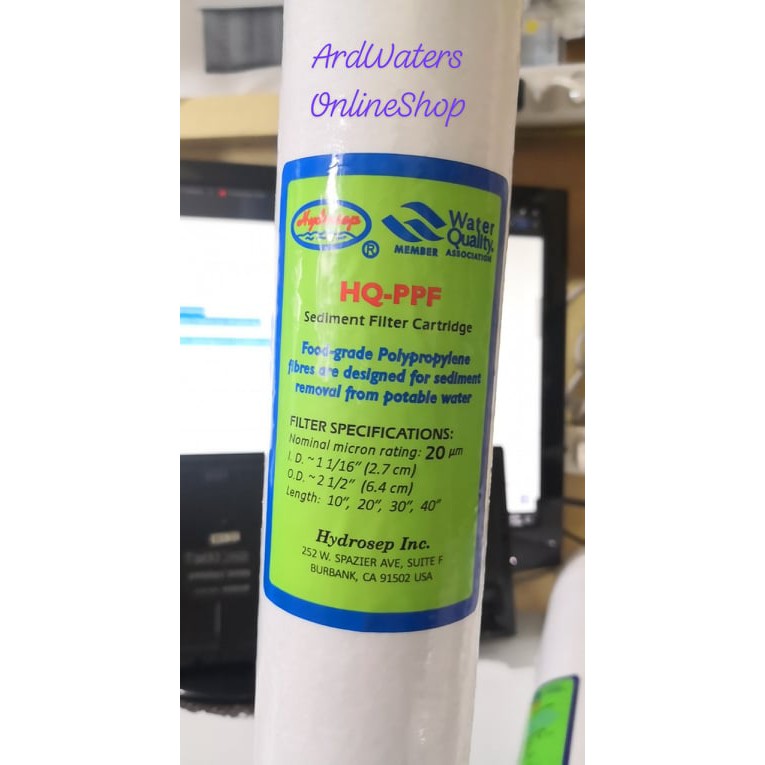 ArdWaters
OnlineShop
Hydrosep
®
Water
Quality
MEMBER ASSOCIATION
HQ-PPF
Sediment Filter Cartridge
Food-grade Polypropylene
fibres are designed for sediment
removal from potable water
FILTER SPECIFICATIONS:
Nominal micron rating: 20 µm
I. D. ~ 1 1/16" (2.7 cm)
O.D. ~ 2 1/2" (6.4 cm)
Length: 10", 20", 30", 40"
Hydrosep Inc.
252 W. SPAZIER AVE, SUITE F
BURBANK, CA 91502 USA